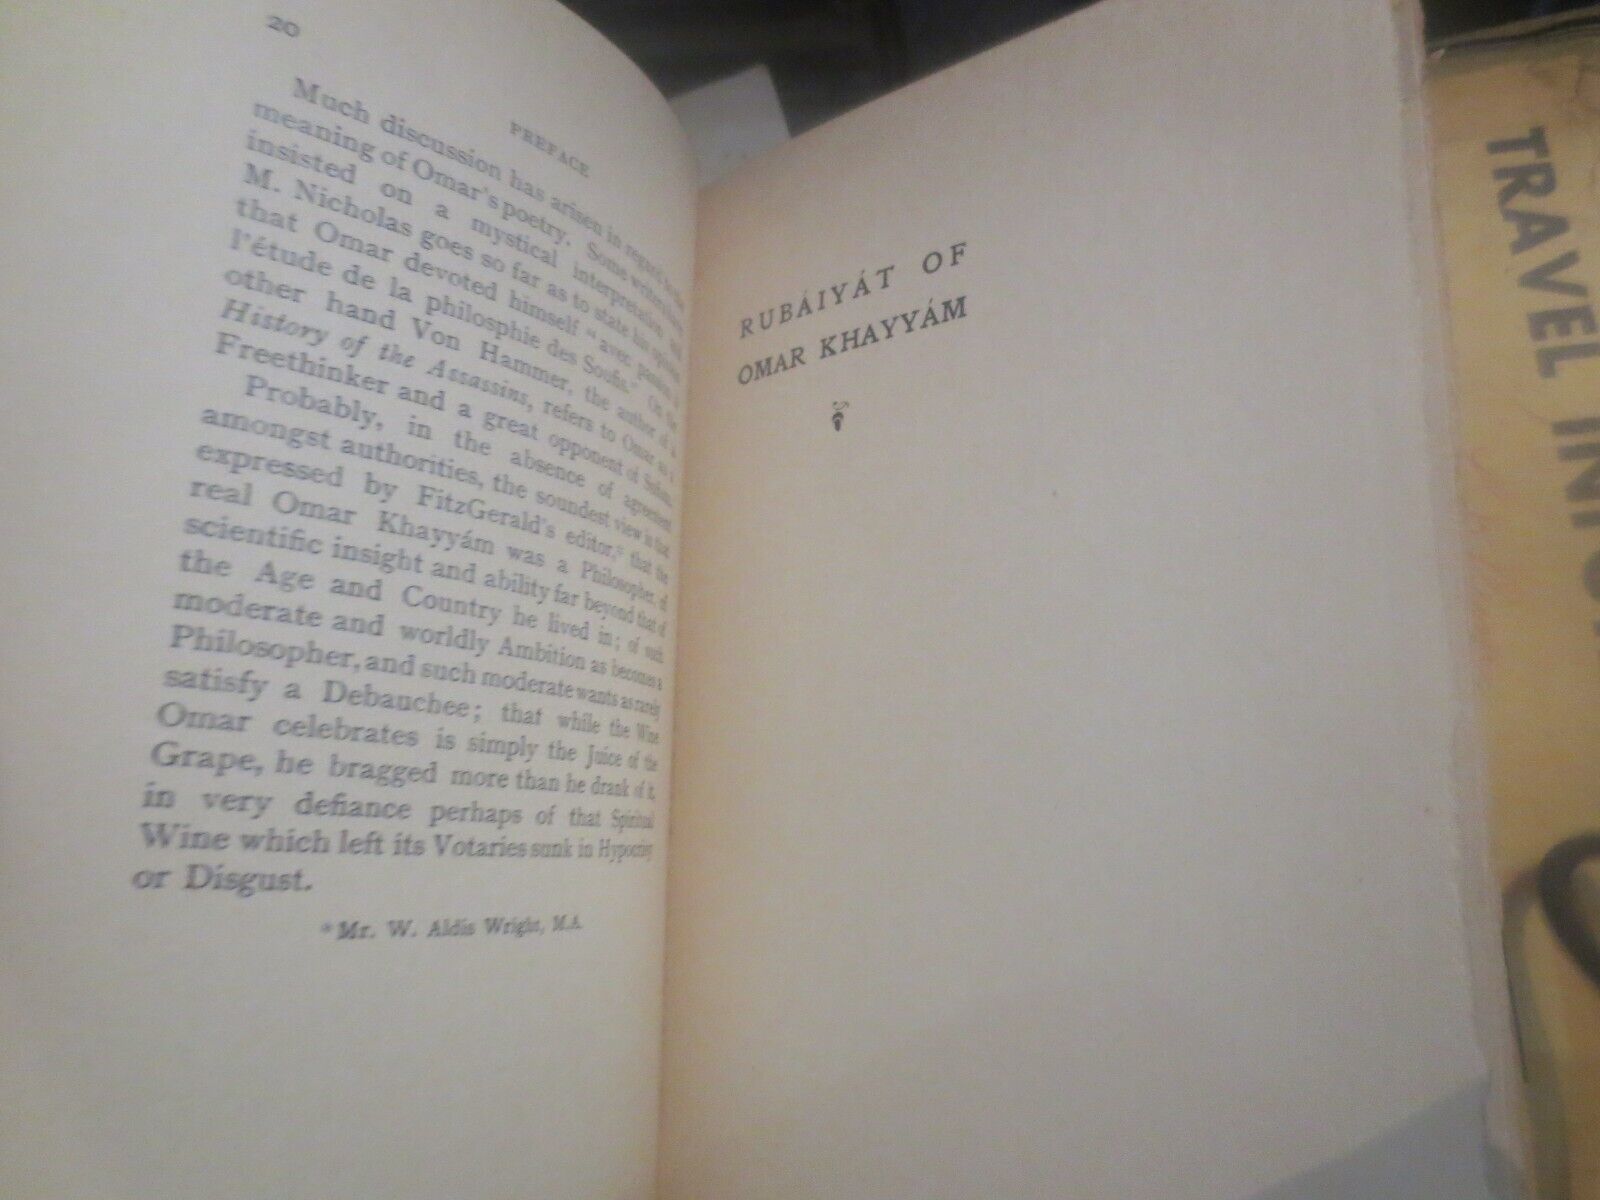 20
PREFACE
Much discussion has arisen in regard to the
meaning of Omar's poetry. Some writers have
insisted on a mystical interpretation and
M. Nicholas goes so far as to state his opinion
that Omar devoted himself "avec passion à
l'étude de la philosphie des Soufis." On the
other hand Von Hammer, the author of a
History of the Assassins, refers to Omar as a
Freethinker and a great opponent of Sufism.
Probably, in the absence of agreement
amongst authorities, the soundest view is that
expressed by FitzGerald's editor,* that the
real Omar Khayyám was a Philosopher, of
scientific insight and ability far beyond that of
the Age and Country he lived in; of such
moderate and worldly Ambition as becomes a
Philosopher, and such moderate wants as rarely
satisfy a Debauchee; that while the Wine
Omar celebrates is simply the Juice of the
Grape, he bragged more than he drank of it,
in very defiance perhaps of that Spiritual
Wine which left its Votaries sunk in Hypocrisy
or Disgust.
*Mr. W. Aldis Wright, M.A.
RUBÁIYÁT OF
OMAR KHAYYÁM
TRAVEL